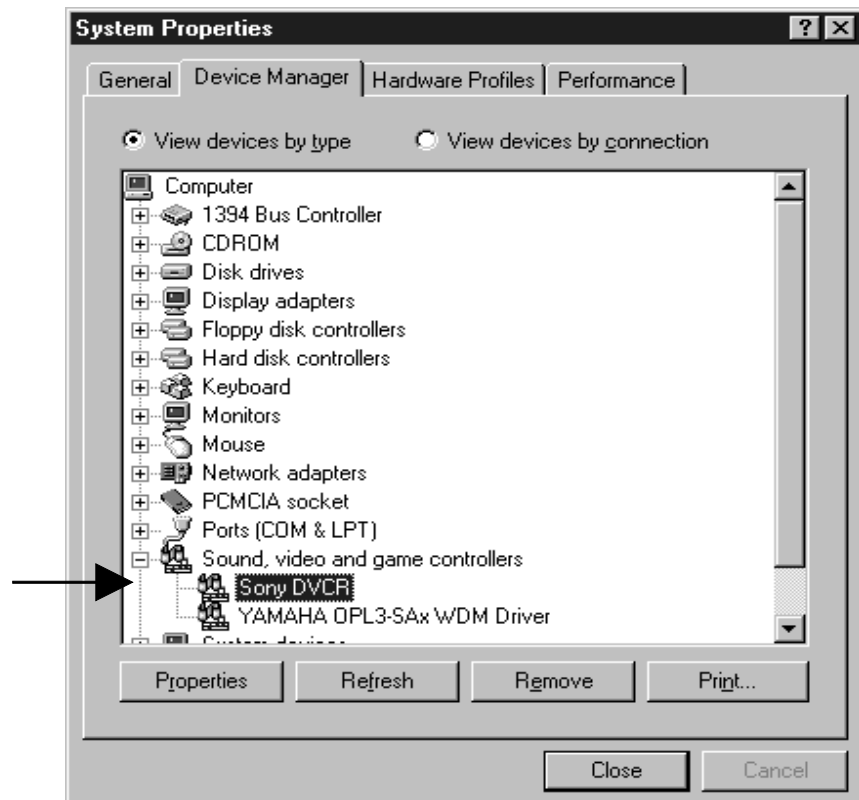 System Properties
General Device Manager Hardware Profiles Performance
View devices by type View devices by connection
Computer
1394 Bus Controller
CDROM
Disk drives
Display adapters
Floppy disk controllers
Hard disk controllers
Keyboard
Monitors
Mouse
Network adapters
PCMCIA socket
Ports (COM & LPT)
Sound, video and game controllers
Sony DVCR
YAMAHA OPL3-SAx WDM Driver
System devices
Properties Refresh Remove Print...
Close Cancel